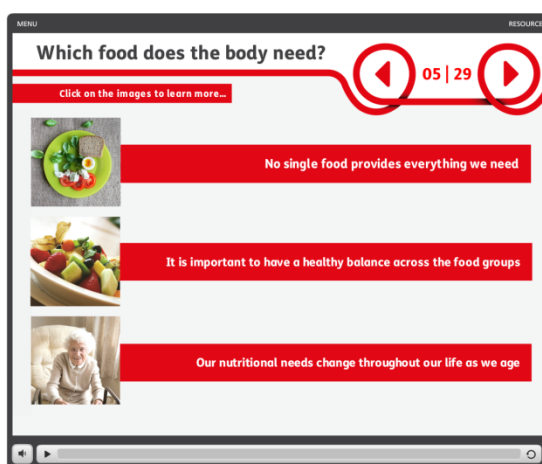 MENU
RESOURCE
Which food does the body need?
05 | 29
Click on the images to learn more...
No single food provides everything we need
It is important to have a healthy balance across the food groups
Our nutritional needs change throughout our life as we age